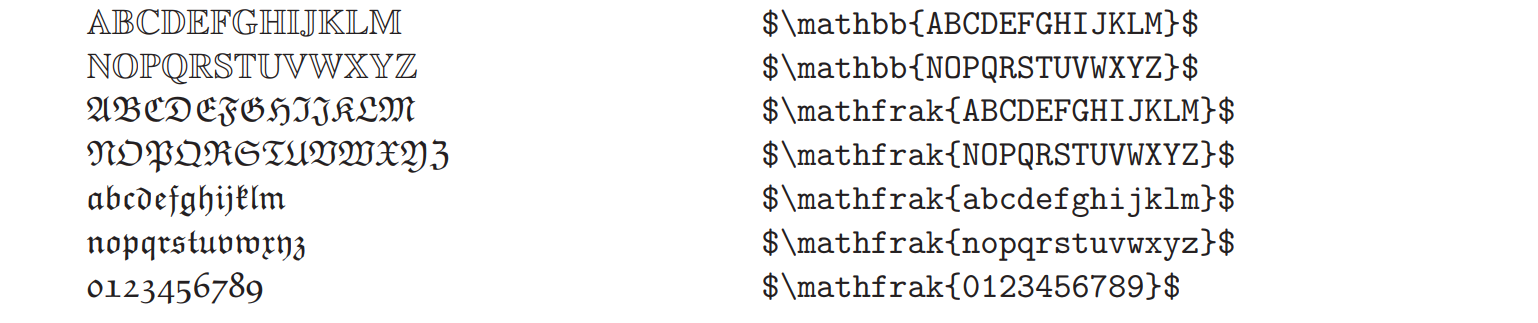 ABCDEFGHIJKLM $\mathbb{ABCDEFGHIJKLM}$
NOPQRSTUVWXYZ $\mathbb{NOPQRSTUVWXYZ}$
ABCDEFGHIJKLM $\mathfrak{ABCDEFGHIJKLM}$
NOPQRSTUVWXYZ $\mathfrak{NOPQRSTUVWXYZ}$
abcdefghijklm $\mathfrak{abcdefghijklm}$
nopqrstuvwxyz $\mathfrak{nopqrstuvwxyz}$
0123456789 $\mathfrak{0123456789}$